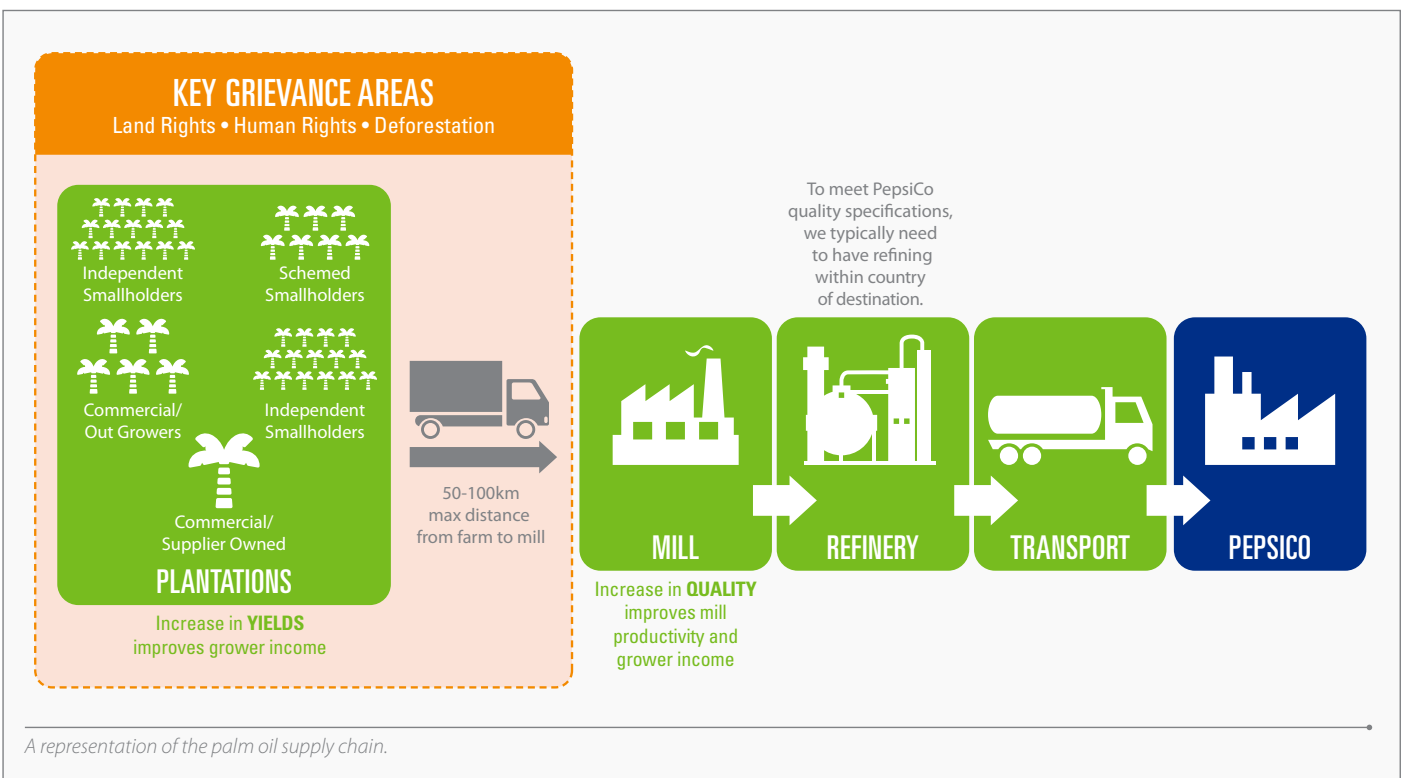 KEY GRIEVANCE AREAS
Land Rights • Human Rights • Deforestation
Independent
Smallholders
Schemed
Smallholders
Commercial/
Out Growers
Independent
Smallholders
Commercial/
Supplier Owned
PLANTATIONS
Increase in YIELDS
improves grower income
50-100km
max distance
from farm to mill
MILL
Increase in QUALITY
improves mill
productivity and
grower income
To meet PepsiCo
quality specifications,
we typically need
to have refining
within country
of destination.
REFINERY
TRANSPORT
PEPSICO
A representation of the palm oil supply chain.